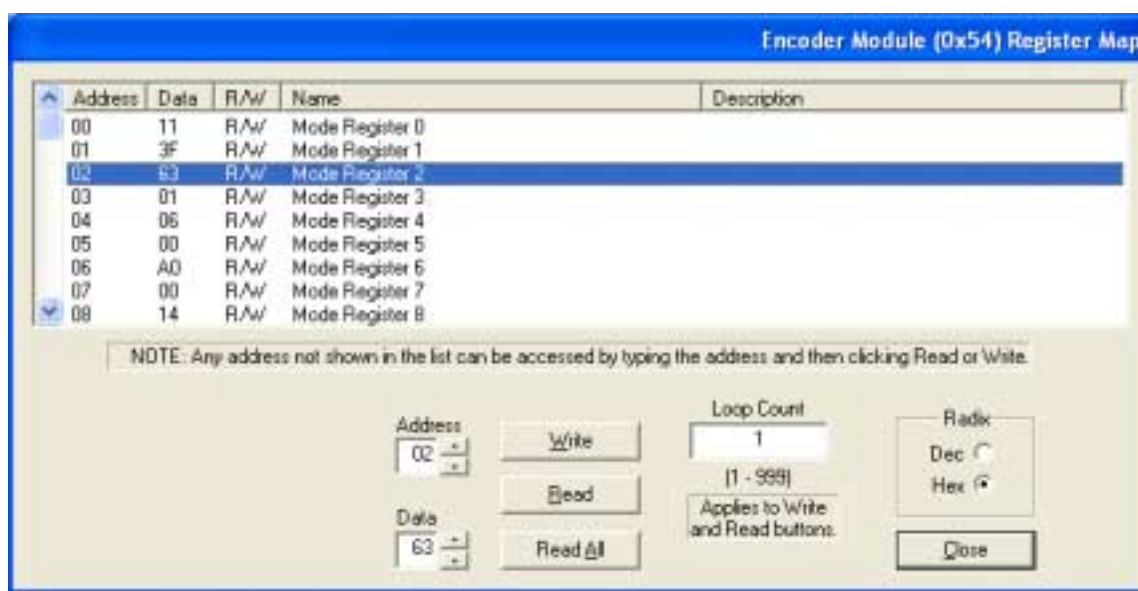 Encoder Module (0x54) Register Map
Address Data R/W Name Description
00 11 R/W Mode Register 0
01 3F R/W Mode Register 1
02 63 R/W Mode Register 2
03 01 R/W Mode Register 3
04 06 R/W Mode Register 4
05 00 R/W Mode Register 5
06 A0 R/W Mode Register 6
07 00 R/W Mode Register 7
08 14 R/W Mode Register 8
NOTE: Any address not shown in the list can be accessed by typing the address and then clicking Read or Write.
Address
02
Data
63
Write
Read
Read All
Loop Count
1
(1 - 999)
Applies to Write
and Read buttons.
Radix
Dec
Hex
Close